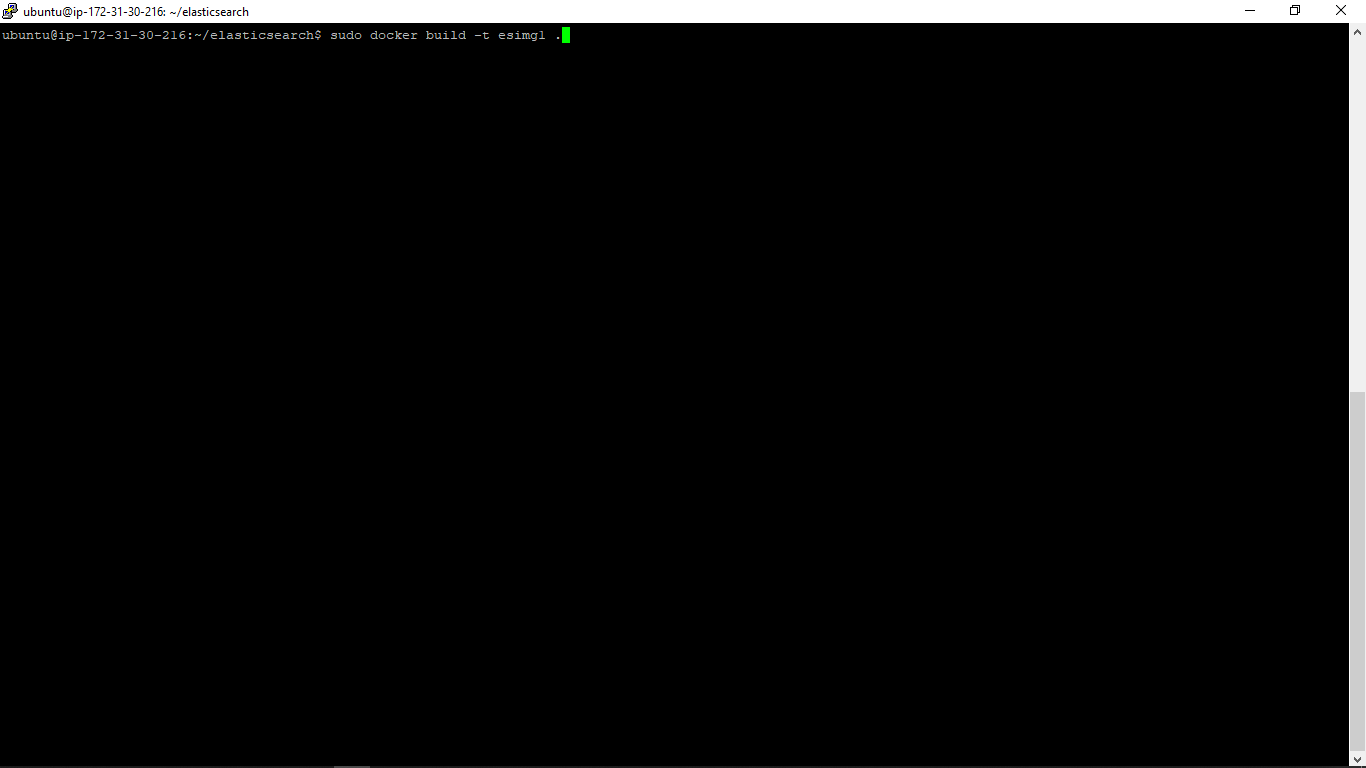 ubuntu@ip-172-31-30-216: ~/elasticsearch
ubuntu@ip-172-31-30-216:~/elasticsearch$ sudo docker build -t esimg1 .